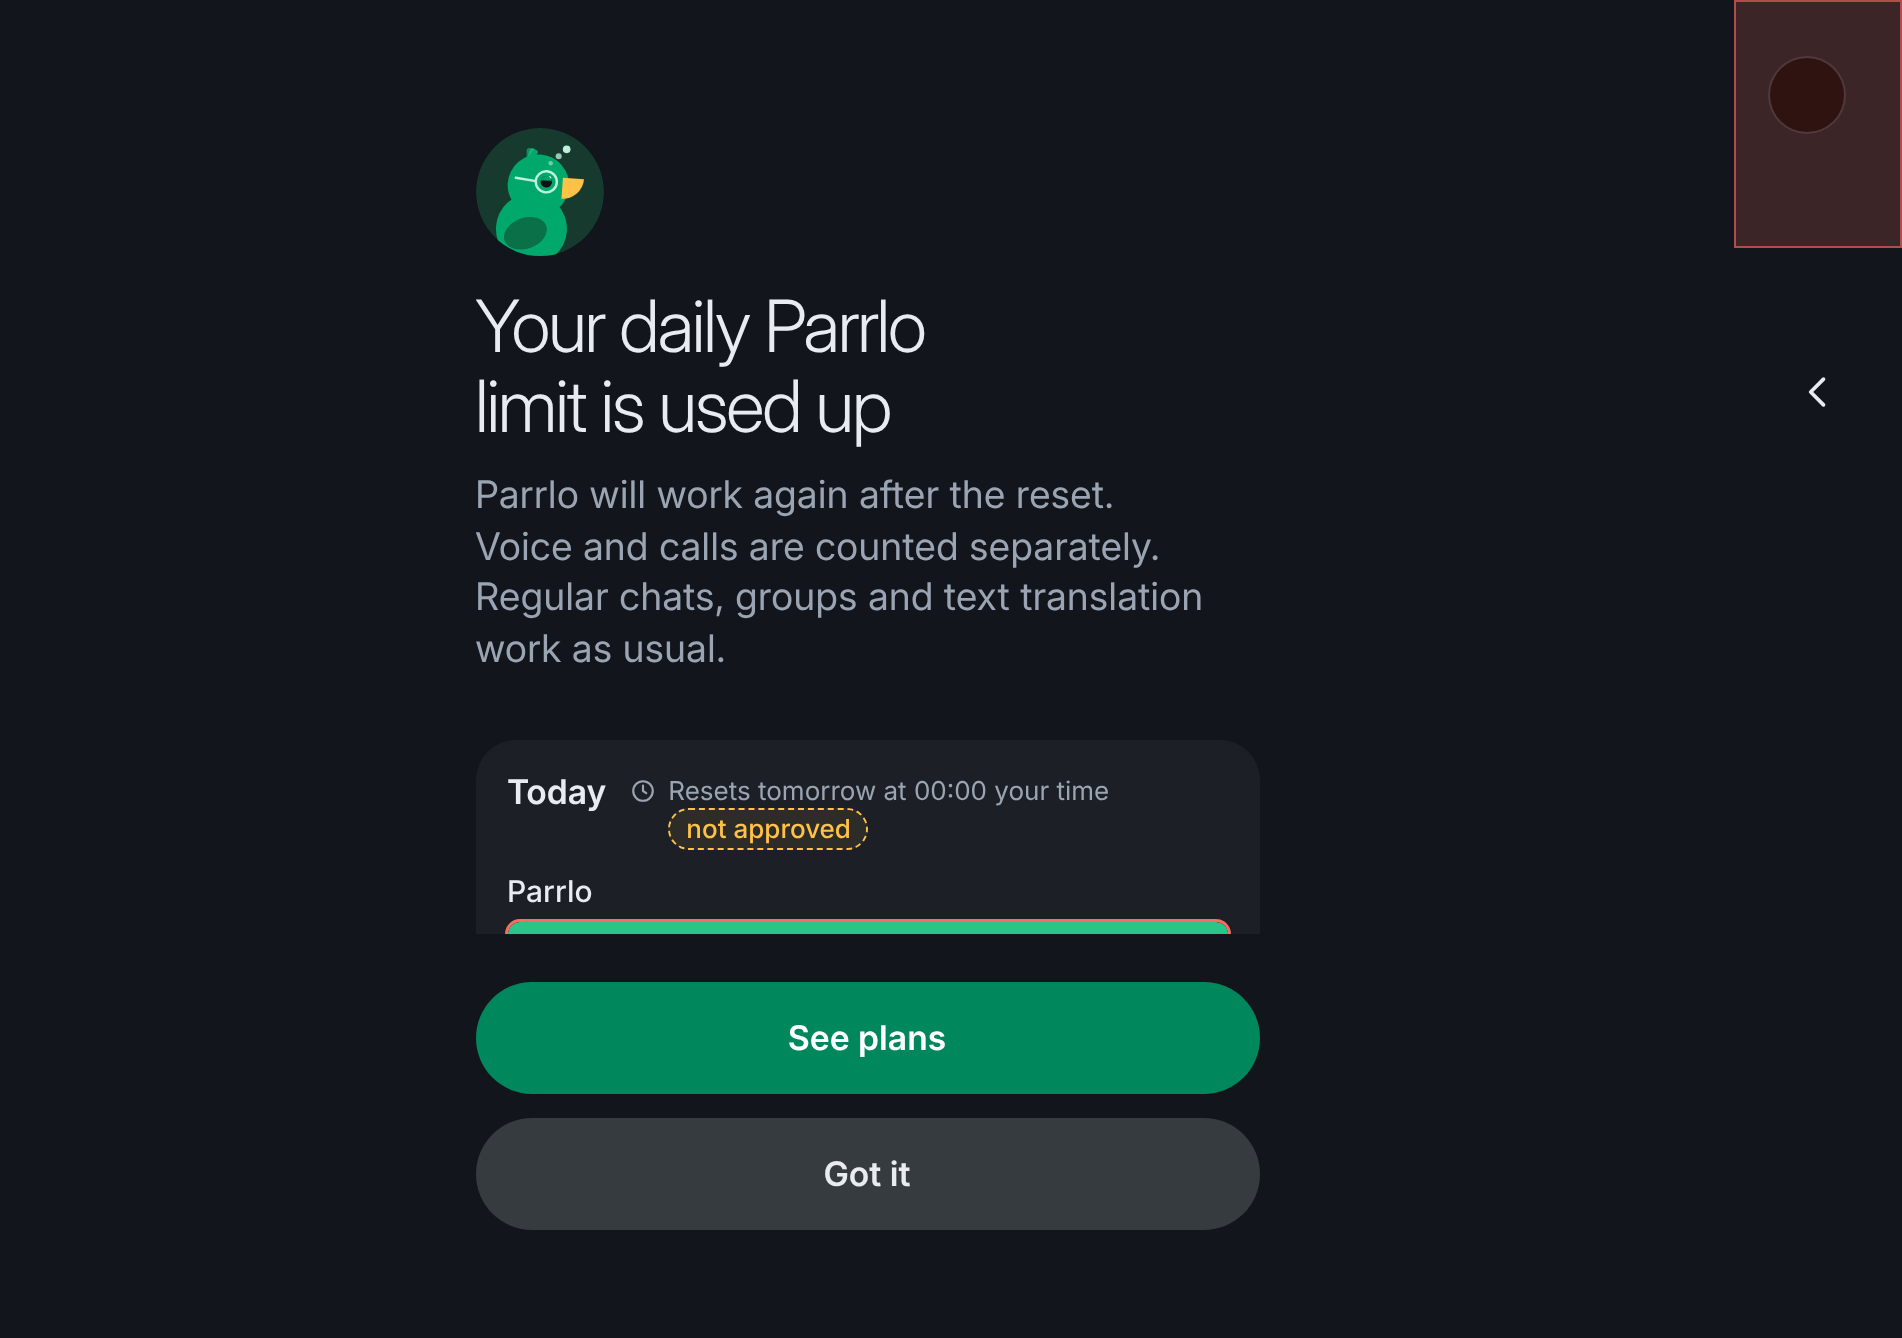 Your daily Parrlo
limit is used up
Parrlo will work again after the reset.
Voice and calls are counted separately.
Regular chats, groups and text translation
work as usual.
Today Resets tomorrow at 00:00 your time
not approved
Parrlo
See plans
Got it